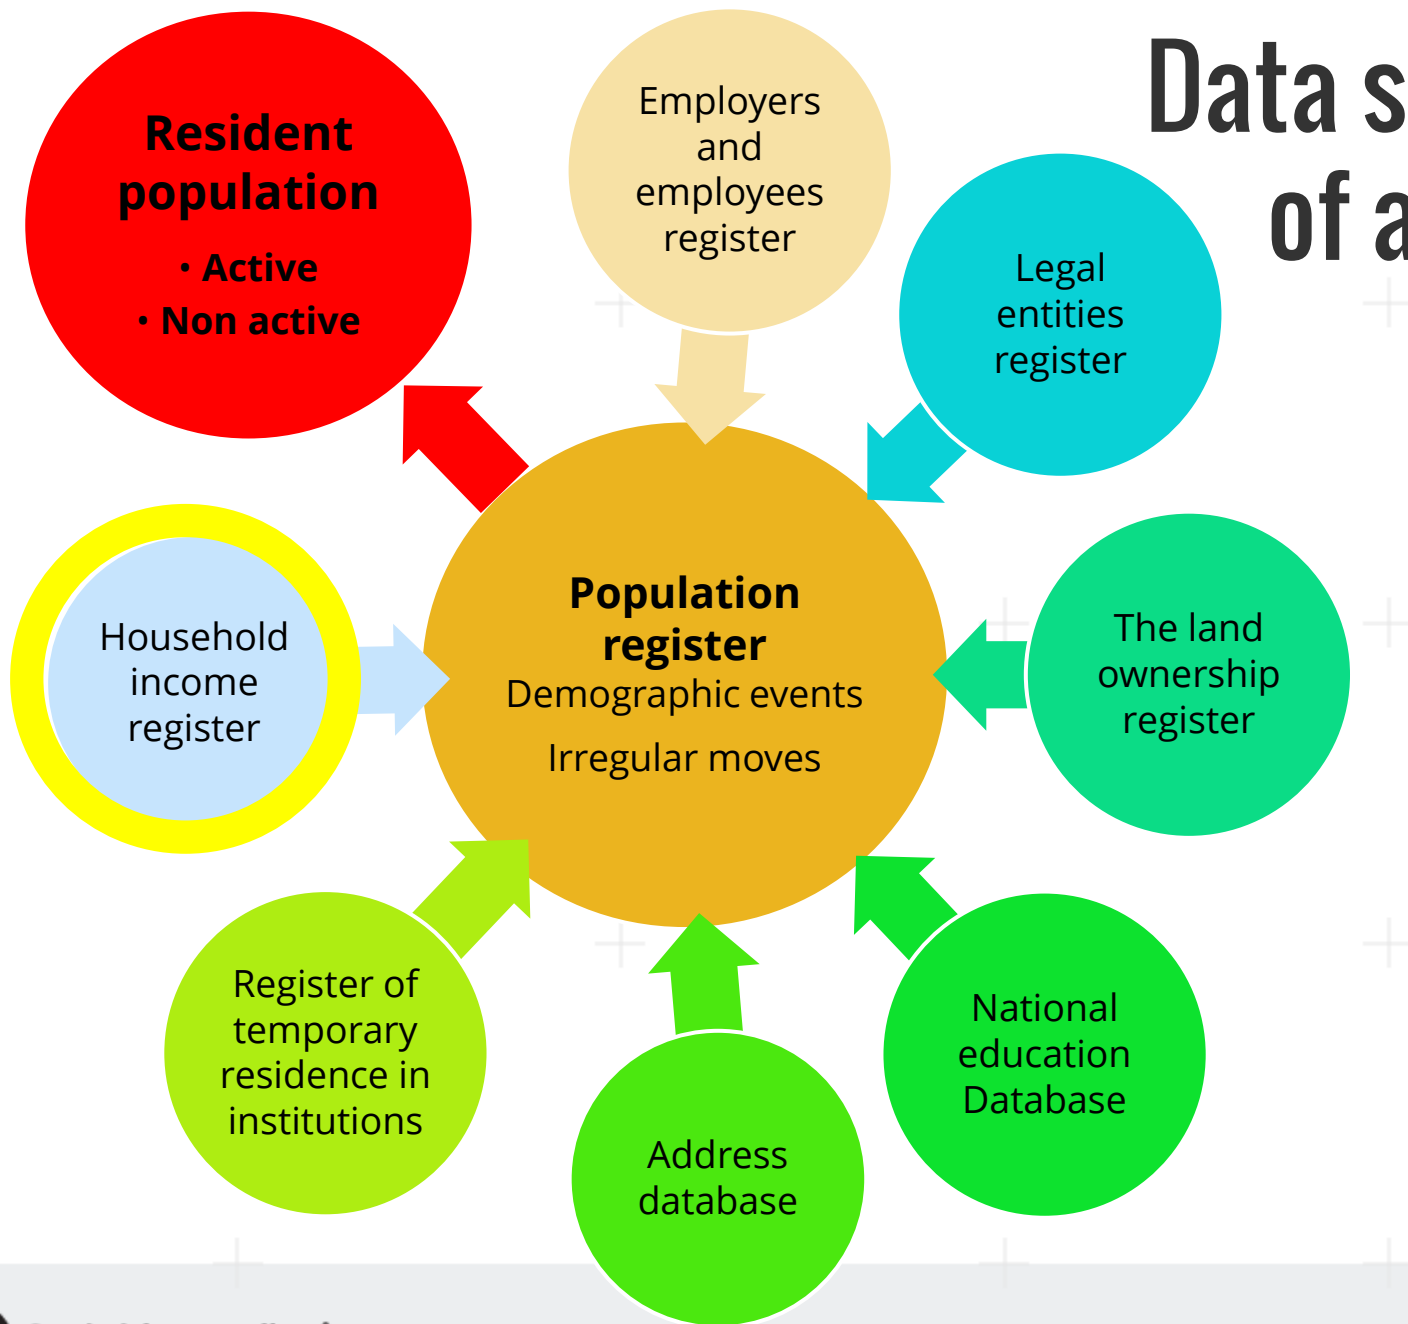 Data
of
Resident
population
• Active
• Non active
Employers
and
employees
register
Legal
entities
register
The land
ownership
register
National
education
Database
Address
database
Register of
temporary
residence in
institutions
Household
income
register
Population
register
Demographic events
Irregular moves